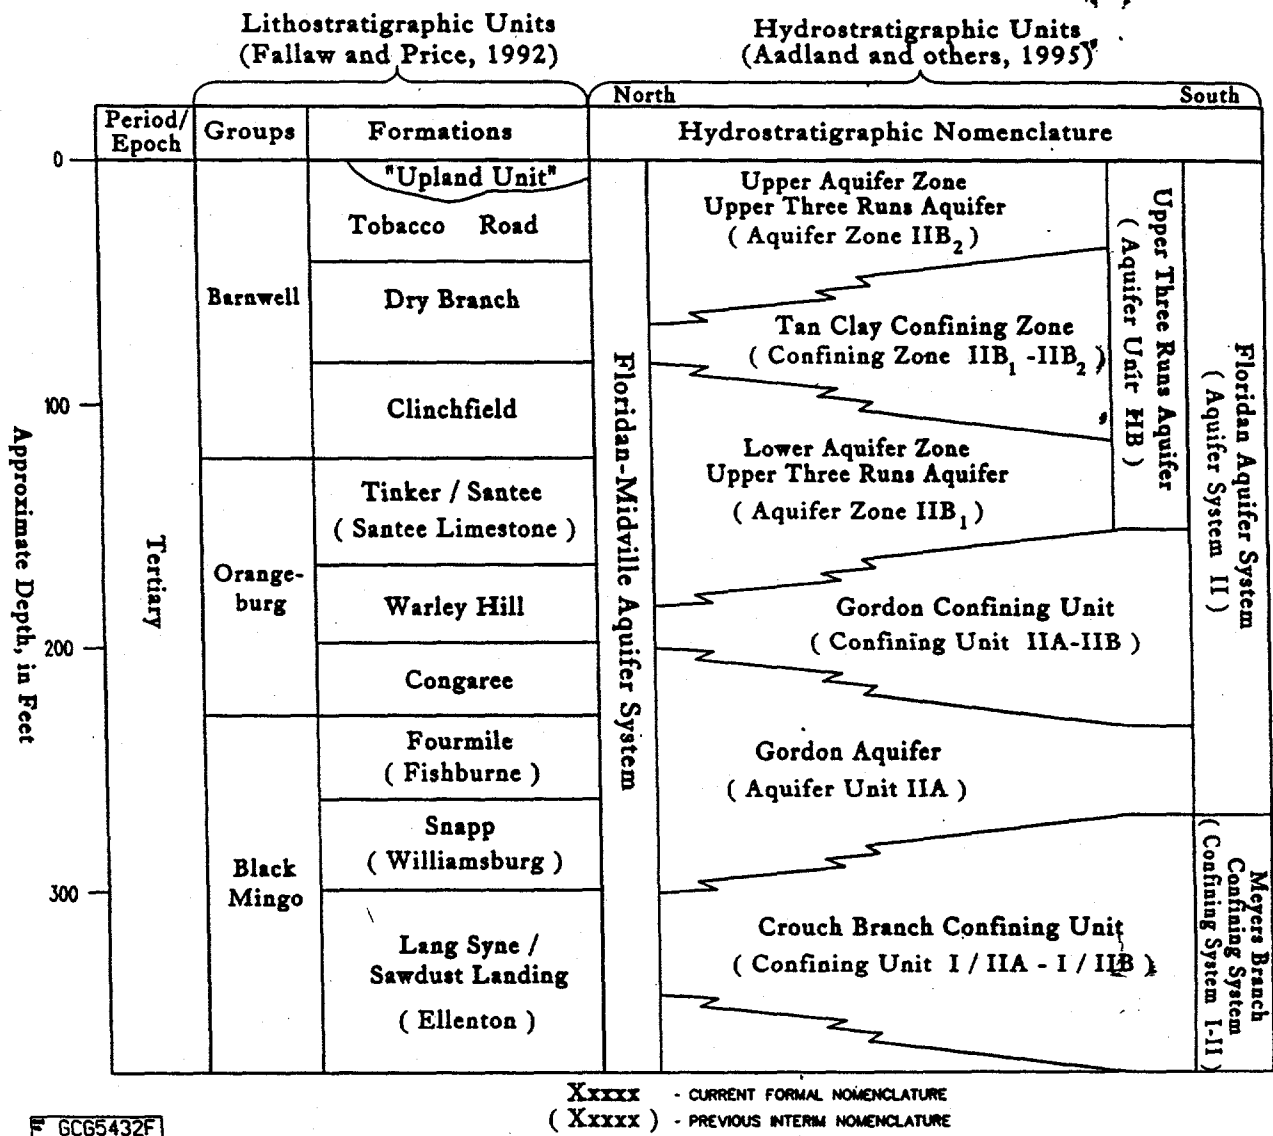 Lithostratigraphic Units
(Fallaw and Price, 1992)
Hydrostratigraphic Units
(Aadland and others, 1995)
North
South
Period/
Epoch
Groups
Formations
Hydrostratigraphic Nomenclature
0
100
200
300
Approximate Depth, in Feet
Tertiary
Barnwell
Orange-
burg
Black
Mingo
"Upland Unit"
Tobacco Road
Dry Branch
Clinchfield
Tinker / Santee
( Santee Limestone )
Warley Hill
Congaree
Fourmile
( Fishburne )
Snapp
( Williamsburg )
Lang Syne /
Sawdust Landing
( Ellenton )
Floridan-Midville Aquifer System
Upper Aquifer Zone
Upper Three Runs Aquifer
( Aquifer Zone IIB2 )
Tan Clay Confining Zone
( Confining Zone IIB1 -IIB2 )
Lower Aquifer Zone
Upper Three Runs Aquifer
( Aquifer Zone IIB1 )
Gordon Confining Unit
( Confining Unit IIA-IIB )
Gordon Aquifer
( Aquifer Unit IIA )
Crouch Branch Confining Unit
( Confining Unit I / IIA - I / IIB )
Upper Three Runs Aquifer
( Aquifer Unit HB )
Floridan Aquifer System
( Aquifer System II )
Meyers Branch
Confining System
( Confining System I-II )
Xxxxx - CURRENT FORMAL NOMENCLATURE
( Xxxxx ) - PREVIOUS INTERIM NOMENCLATURE
GCG5432F